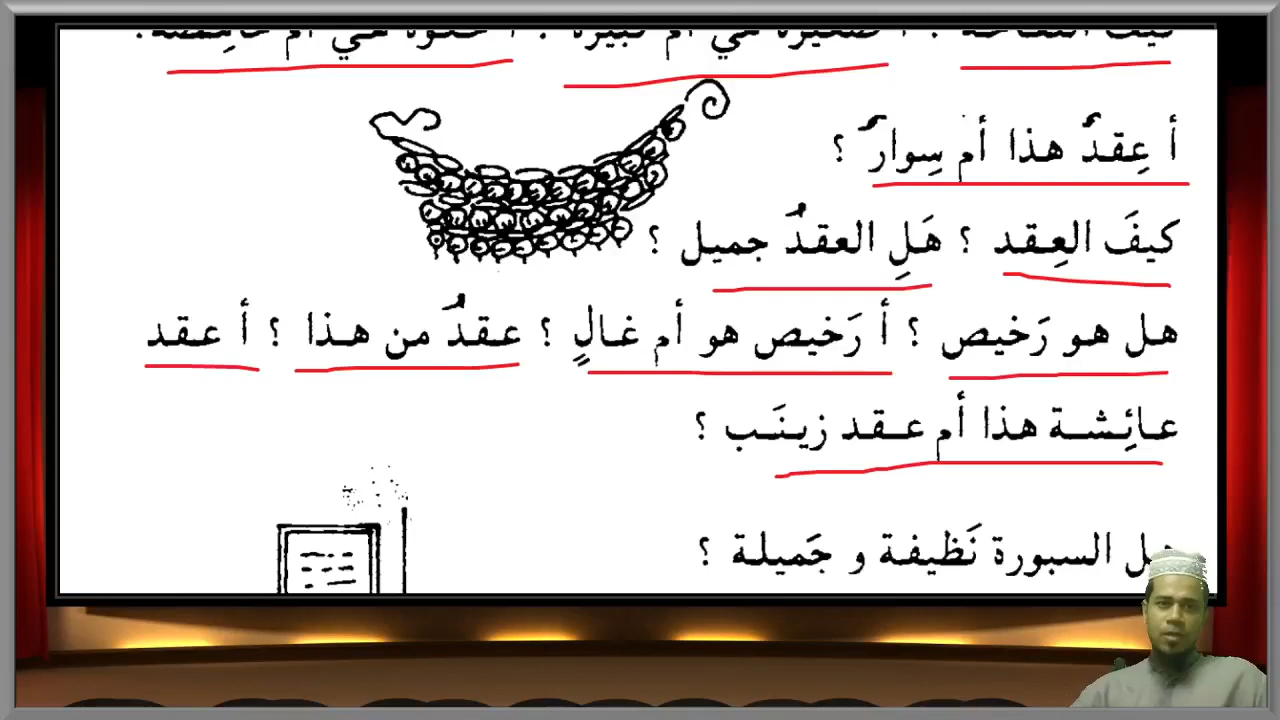 أ عِقدٌ هذا أم سِوارٌ ؟
كيفَ العِقد ؟ هَلِ العقدُ جميل ؟
هل هو رَخيص ؟ أ رَخيص هو أم غالٍ ؟ عقدُ من هذا ؟ أ عقد
عائِشة هذا أم عقد زينَب ؟
هل السبورة نَظيفة و جَميلة ؟